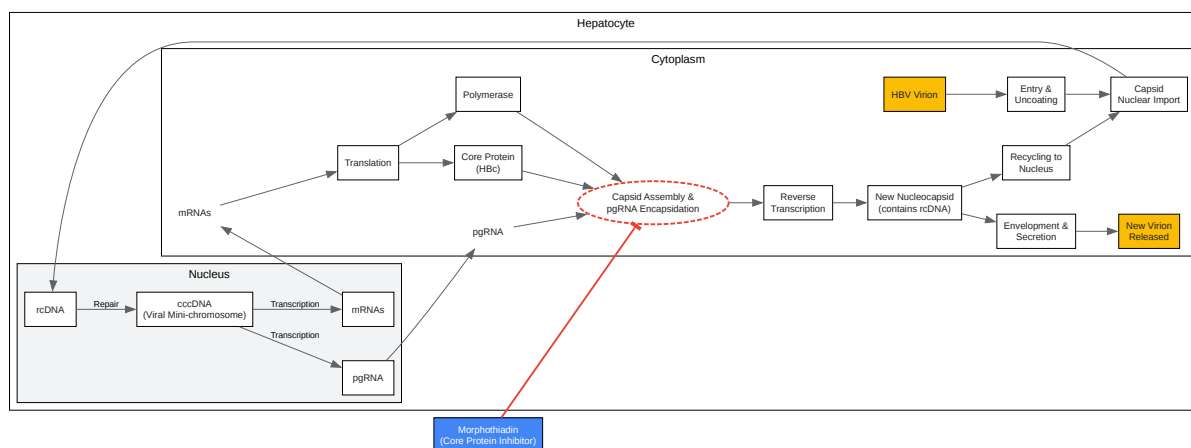 Hepatocyte
Cytoplasm
Polymerase
HBV Virion
Entry &
Uncoating
Capsid
Nuclear Import
Translation
Core Protein
(HBc)
Recycling to
Nucleus
mRNAs
pgRNA
Capsid Assembly &
pgRNA Encapsidation
Reverse
Transcription
New Nucleocapsid
(contains rcDNA)
Envelopment &
Secretion
New Virion
Released
Nucleus
rcDNA
Repair
cccDNA
(Viral Mini-chromosome)
Transcription
mRNAs
Transcription
pgRNA
Morphothiadin
(Core Protein Inhibitor)